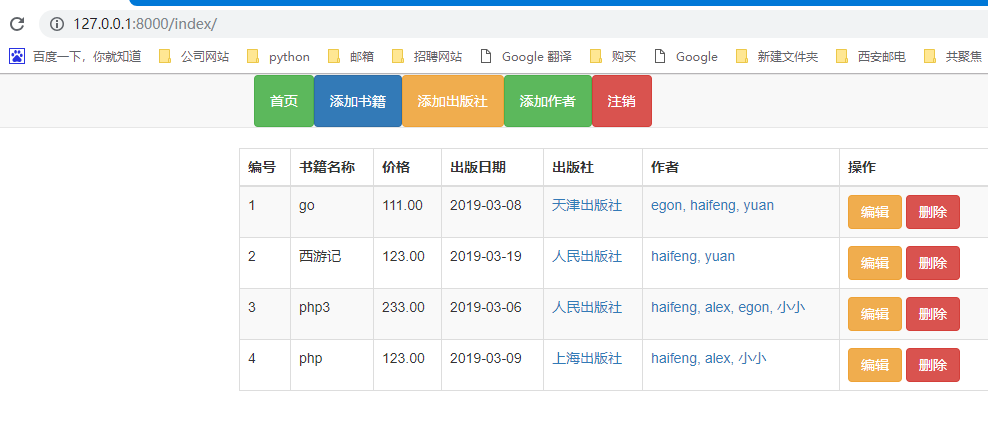 127.0.0.1:8000/index/
百度一下，你就知道 公司网站 python 邮箱 招聘网站 Google 翻译 购买 Google 新建文件夹 西安邮电 共聚焦
首页 添加书籍 添加出版社 添加作者 注销
编号 书籍名称 价格 出版日期 出版社 作者 操作
1 go 111.00 2019-03-08 天津出版社 egon, haifeng, yuan 编辑 删除
2 西游记 123.00 2019-03-19 人民出版社 haifeng, yuan 编辑 删除
3 php3 233.00 2019-03-06 人民出版社 haifeng, alex, egon, 小小 编辑 删除
4 php 123.00 2019-03-09 上海出版社 haifeng, alex, 小小 编辑 删除